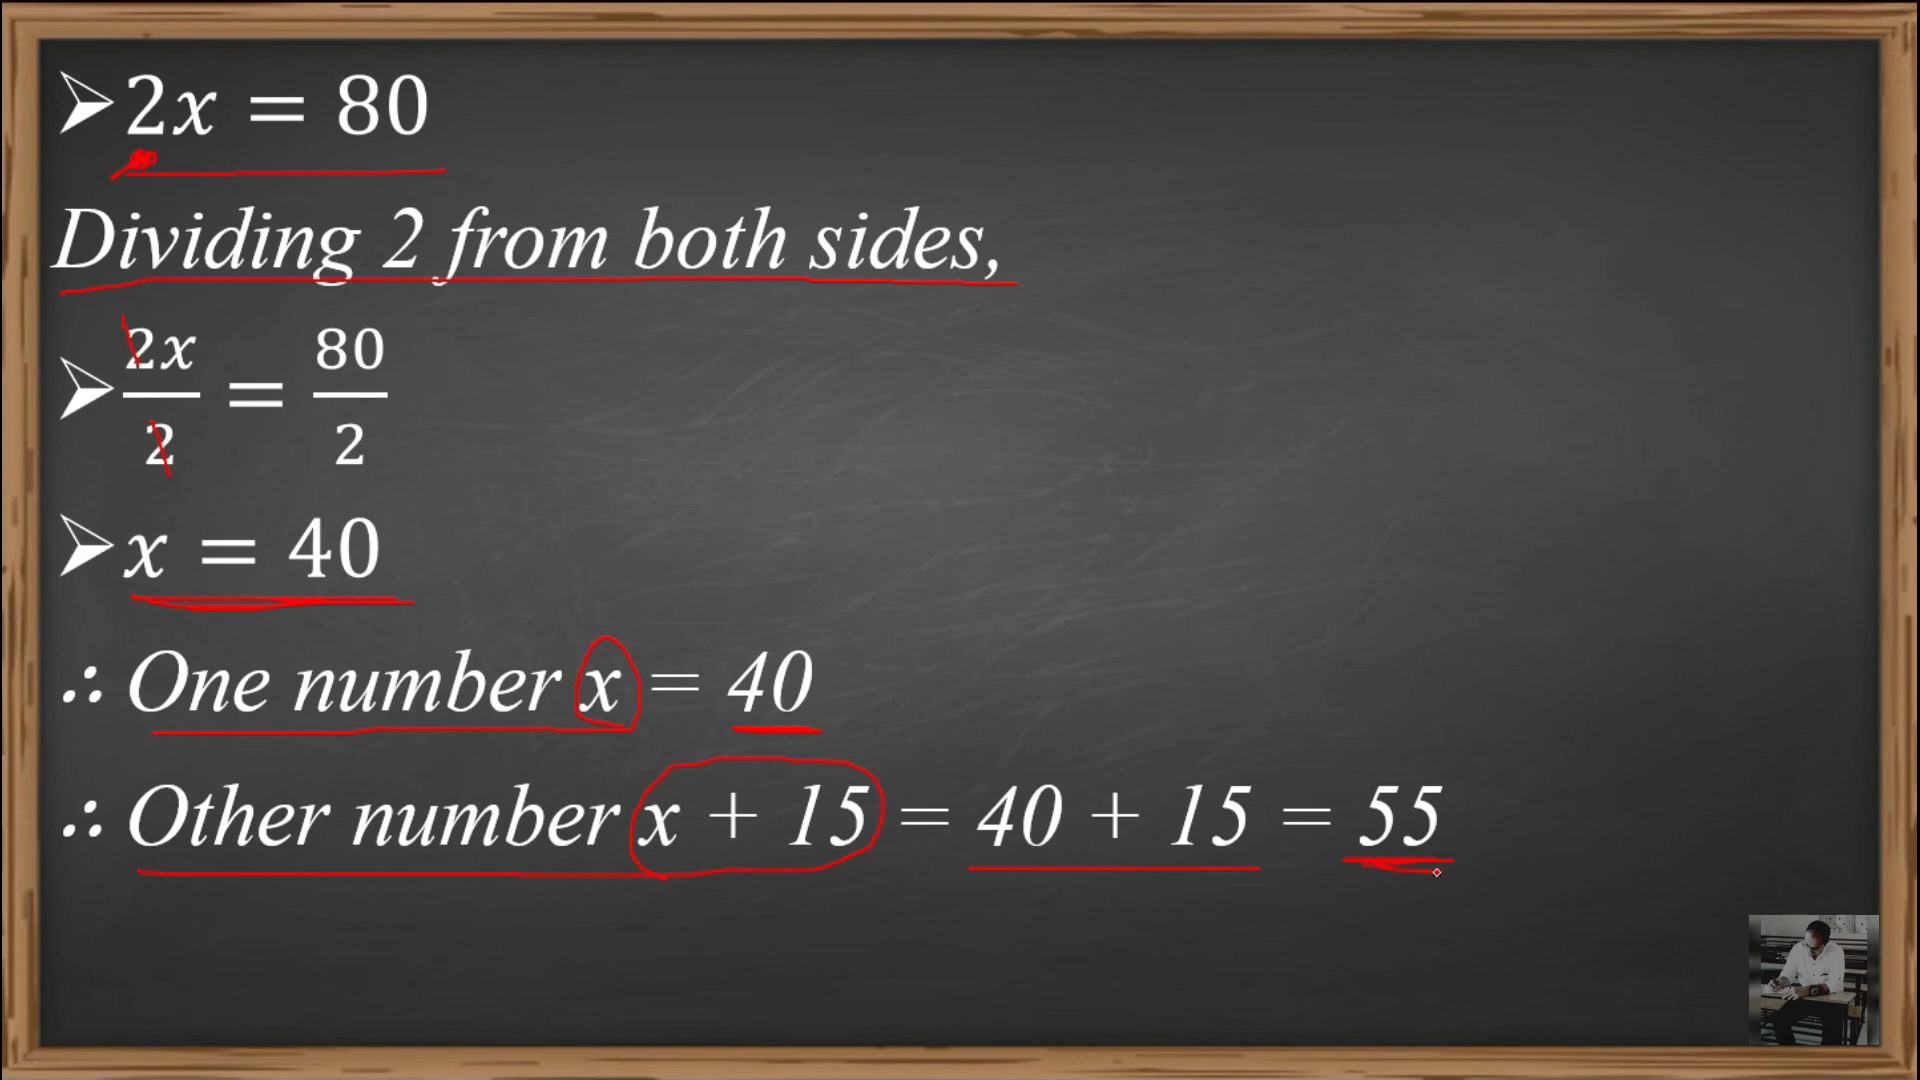 ➢2x = 80
Dividing 2 from both sides,
➢2x/2 = 80/2
➢x = 40
∴ One number x = 40
∴ Other number x + 15 = 40 + 15 = 55